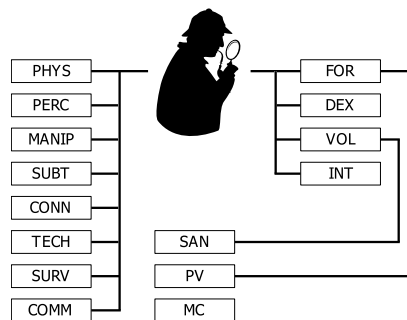 PHYS
PERC
MANIP
SUBT
CONN
TECH
SURV
COMM
FOR
DEX
VOL
INT
SAN
PV
MC